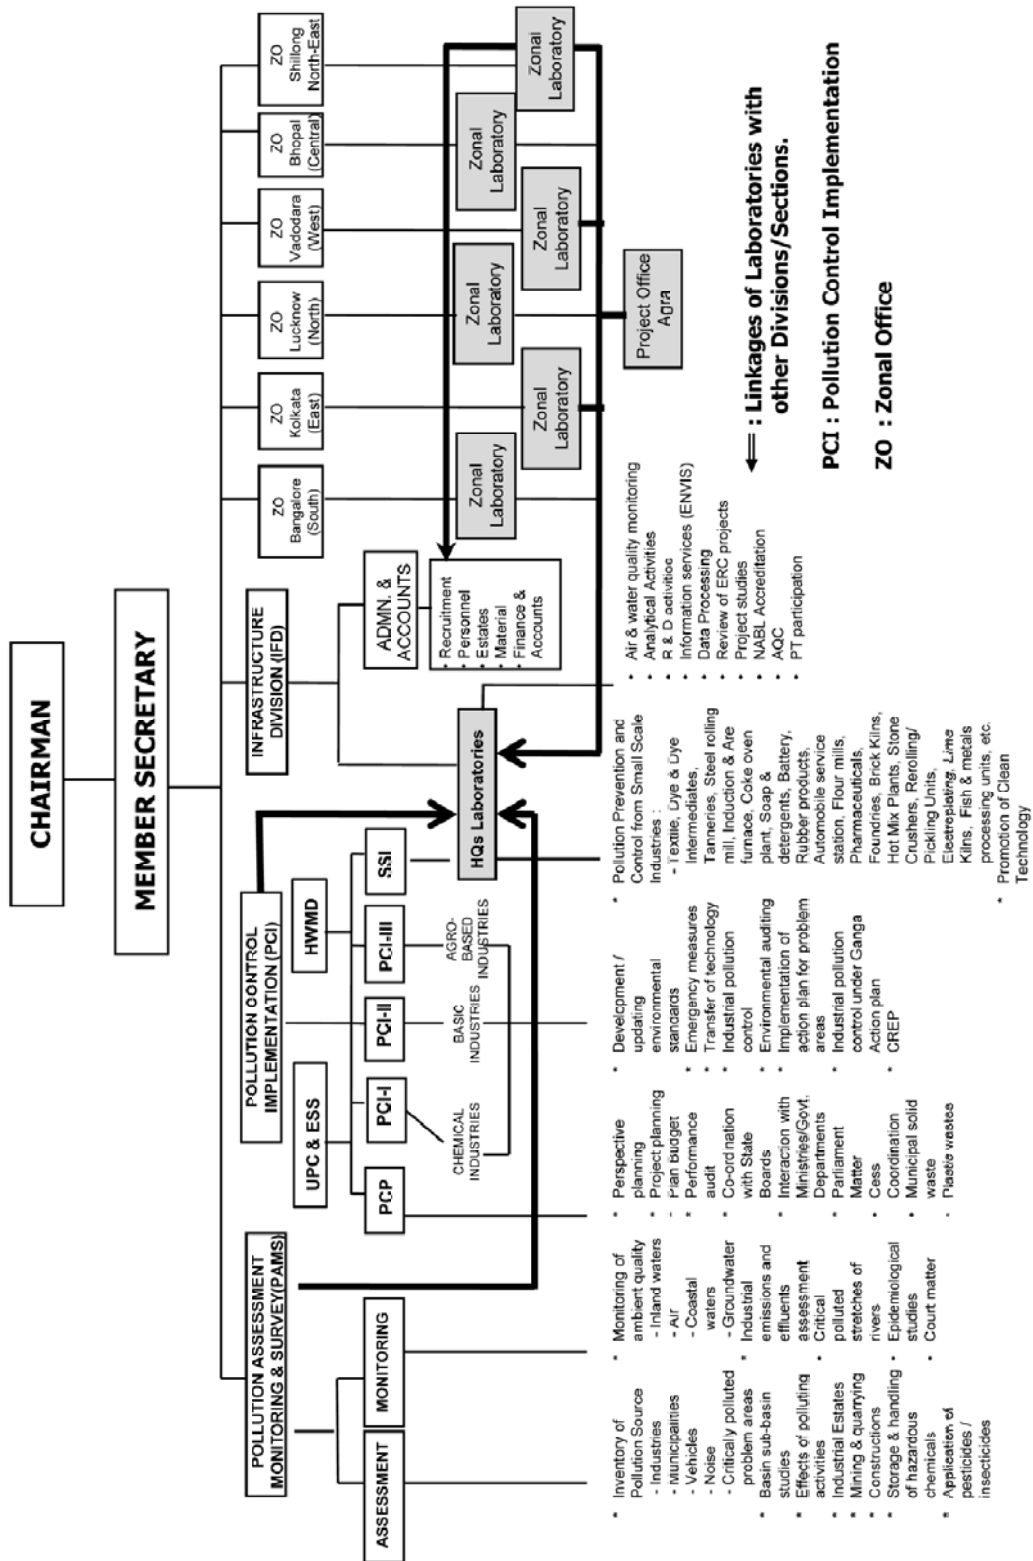 CHAIRMAN
MEMBER SECRETARY
POLLUTION ASSESSMENT
MONITORING & SURVEY(PAMS)
POLLUTION CONTROL
IMPLEMENTATION (PCI)
INFRASTRUCTURE
DIVISION (IFD)
ZO
Bangalore
(South)
ZO
Kolkata
(East)
ZO
Lucknow
(North)
ZO
Vadodara
(West)
ZO
Bhopal
(Central)
ZO
Shillong
North-East
UPC & ESS
HWMD
ASSESSMENT
MONITORING
PCP
PCI-I
PCI-II
PCI-III
SSI
ADMN. &
ACCOUNTS
CHEMICAL
INDUSTRIES
BASIC
INDUSTRIES
AGRO-
BASED
INDUSTRIES
• Recruitment
• Personnel
Estates
• Material
• Finance &
Accounts
HQs Laboratories
Zonal
Laboratory
Zonal
Laboratory
Zonal
Laboratory
Zonal
Laboratory
Zonal
Laboratory
Zonal
Laboratory
Project Office
Agra
* Inventory of
Pollution Source
- Industries
- Municipalities
- Vehicles
- Noise
- Critically polluted
problem areas
* Basin sub-basin
studies
* Effects of polluting
activities
* Industrial Estates
* Mining & quarrying
* Constructions
* Storage & handling
of hazardous
chemicals
* Application of
pesticides /
insecticides
* Monitoring of
ambient quality
- Inland waters
- Air
- Coastal
waters
- Groundwater
* Industrial
emissions and
effluents
assessment
• Critical
polluted
stretches of
rivers
• Epidemiological
studies
• Court matter
* Perspective
planning
* Project planning
- Plan Budget
* Performance
audit
* Co-ordination
with State
Boards
* Interaction with
Ministries/Govt.
Departments
* Parliament
Matter
• Cess
* Coordination
• Municipal solid
waste
- Plastic wastes
* Development /
updating
environmental
standards
* Emergency measures
* Transfer of technology
* Industrial pollution
control
* Environmental auditing
* Implementation of
action plan for problem
areas
* Industrial pollution
control under Ganga
Action plan
* CREP
* Pollution Prevention and
Control from Small Scale
Industries :
- Textile, Dye & Dye
Intermediates,
Tanneries, Steel rolling
mill, Induction & Are
furnace, Coke oven
plant, Soap &
detergents, Battery,
Rubber products,
Automobile service
station, Flour mills,
Pharmaceuticals,
Foundries, Brick Kilns,
Hot Mix Plants, Stone
Crushers, Rerolling/
Pickling Units,
Electroplating, Lime
Kilns, Fish & metals
processing units, etc.
* Promotion of Clean
Technology
• Air & water quality monitoring
• Analytical Activities
• R & D activities
• Information services (ENVIS)
• Data Processing
• Review of ERC projects
• Project studies
• NABL Accreditation
• AQC
• PT participation
: Linkages of Laboratories with
other Divisions/Sections.
PCI : Pollution Control Implementation
ZO : Zonal Office